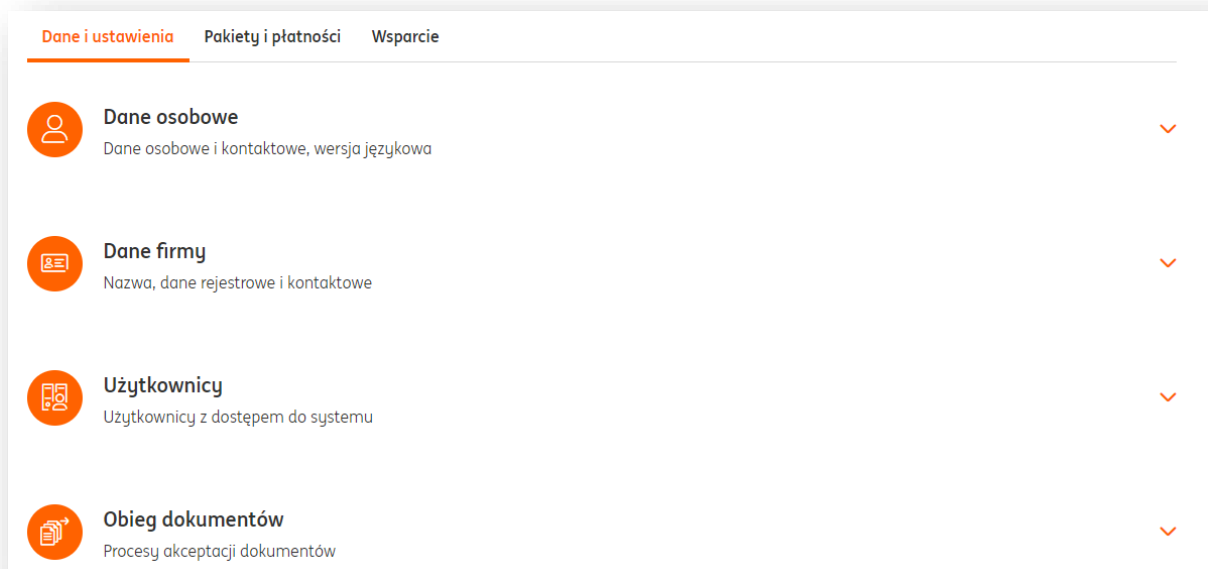 Dane i ustawienia Pakiety i płatności Wsparcie
Dane osobowe
Dane osobowe i kontaktowe, wersja językowa
Dane firmy
Nazwa, dane rejestrowe i kontaktowe
Użytkownicy
Użytkownicy z dostępem do systemu
Obieg dokumentów
Procesy akceptacji dokumentów